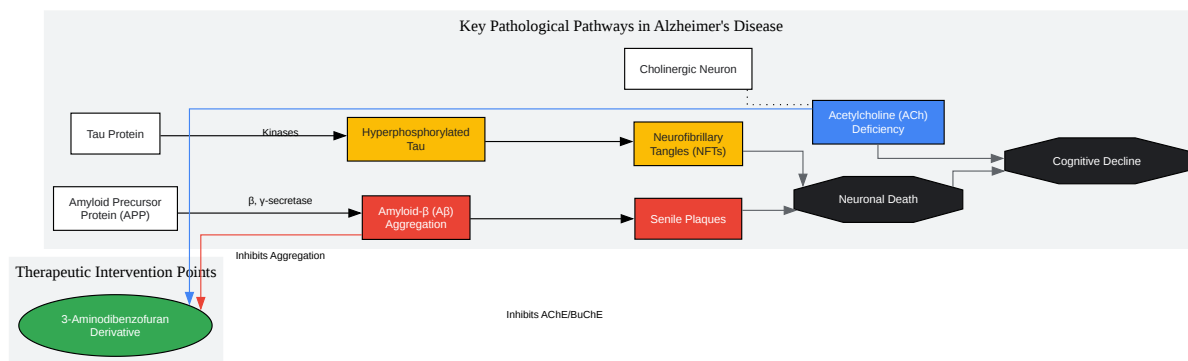 Key Pathological Pathways in Alzheimer's Disease
Cholinergic Neuron
Acetylcholine (ACh)
Deficiency
Tau Protein
Kinases
Hyperphosphorylated
Tau
Neurofibrillary
Tangles (NFTs)
Cognitive Decline
Amyloid Precursor
Protein (APP)
β, γ-secretase
Amyloid-β (Aβ)
Aggregation
Senile Plaques
Neuronal Death
Inhibits Aggregation
Therapeutic Intervention Points
3-Aminodibenzofuran
Derivative
Inhibits AChE/BuChE